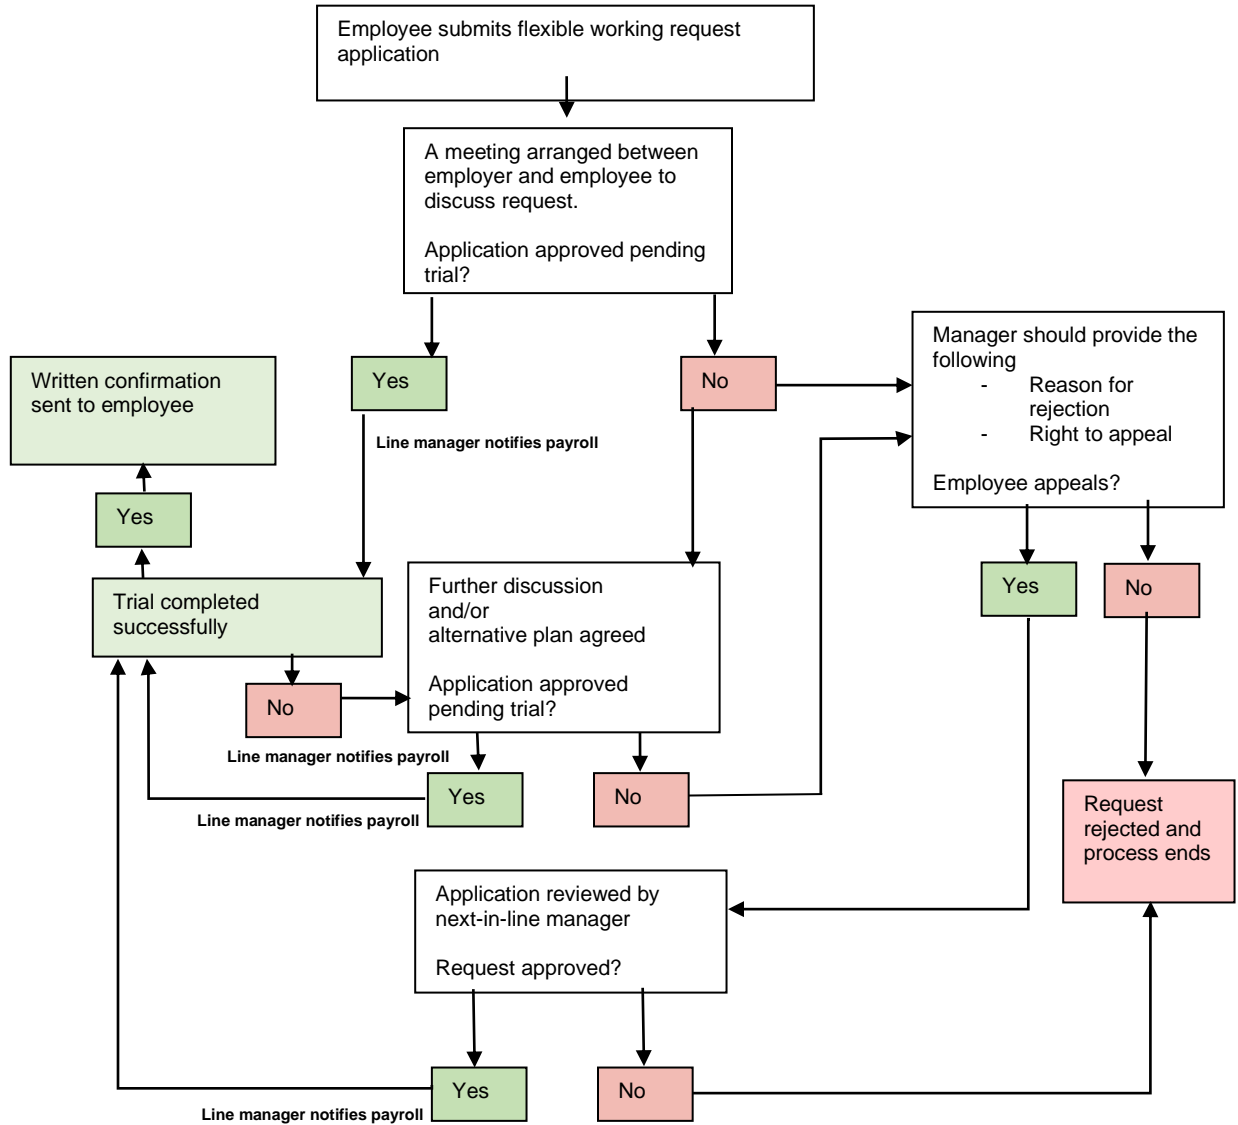 Employee submits flexible working request
application
A meeting arranged between
employer and employee to
discuss request.
Application approved pending
trial?
Yes
No
Line manager notifies payroll
Manager should provide the
following
- Reason for
rejection
- Right to appeal
Employee appeals?
Written confirmation
sent to employee
Yes
Trial completed
successfully
No
Line manager notifies payroll
Further discussion
and/or
alternative plan agreed
Application approved
pending trial?
Yes
No
Line manager notifies payroll
Yes
No
Request
rejected and
process ends
Application reviewed by
next-in-line manager
Request approved?
Yes
No
Line manager notifies payroll